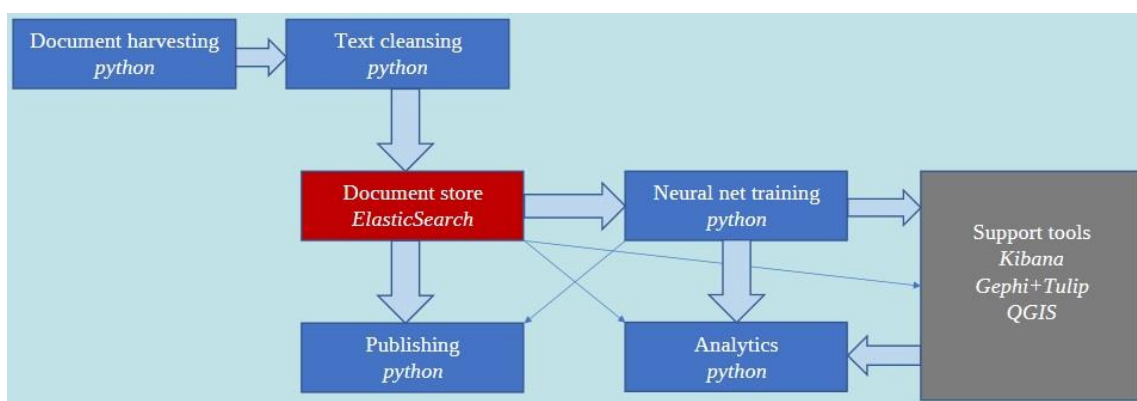 Document harvesting
python
Text cleansing
python
Document store
ElasticSearch
Neural net training
python
Support tools
Kibana
Gephi+Tulip
QGIS
Publishing
python
Analytics
python